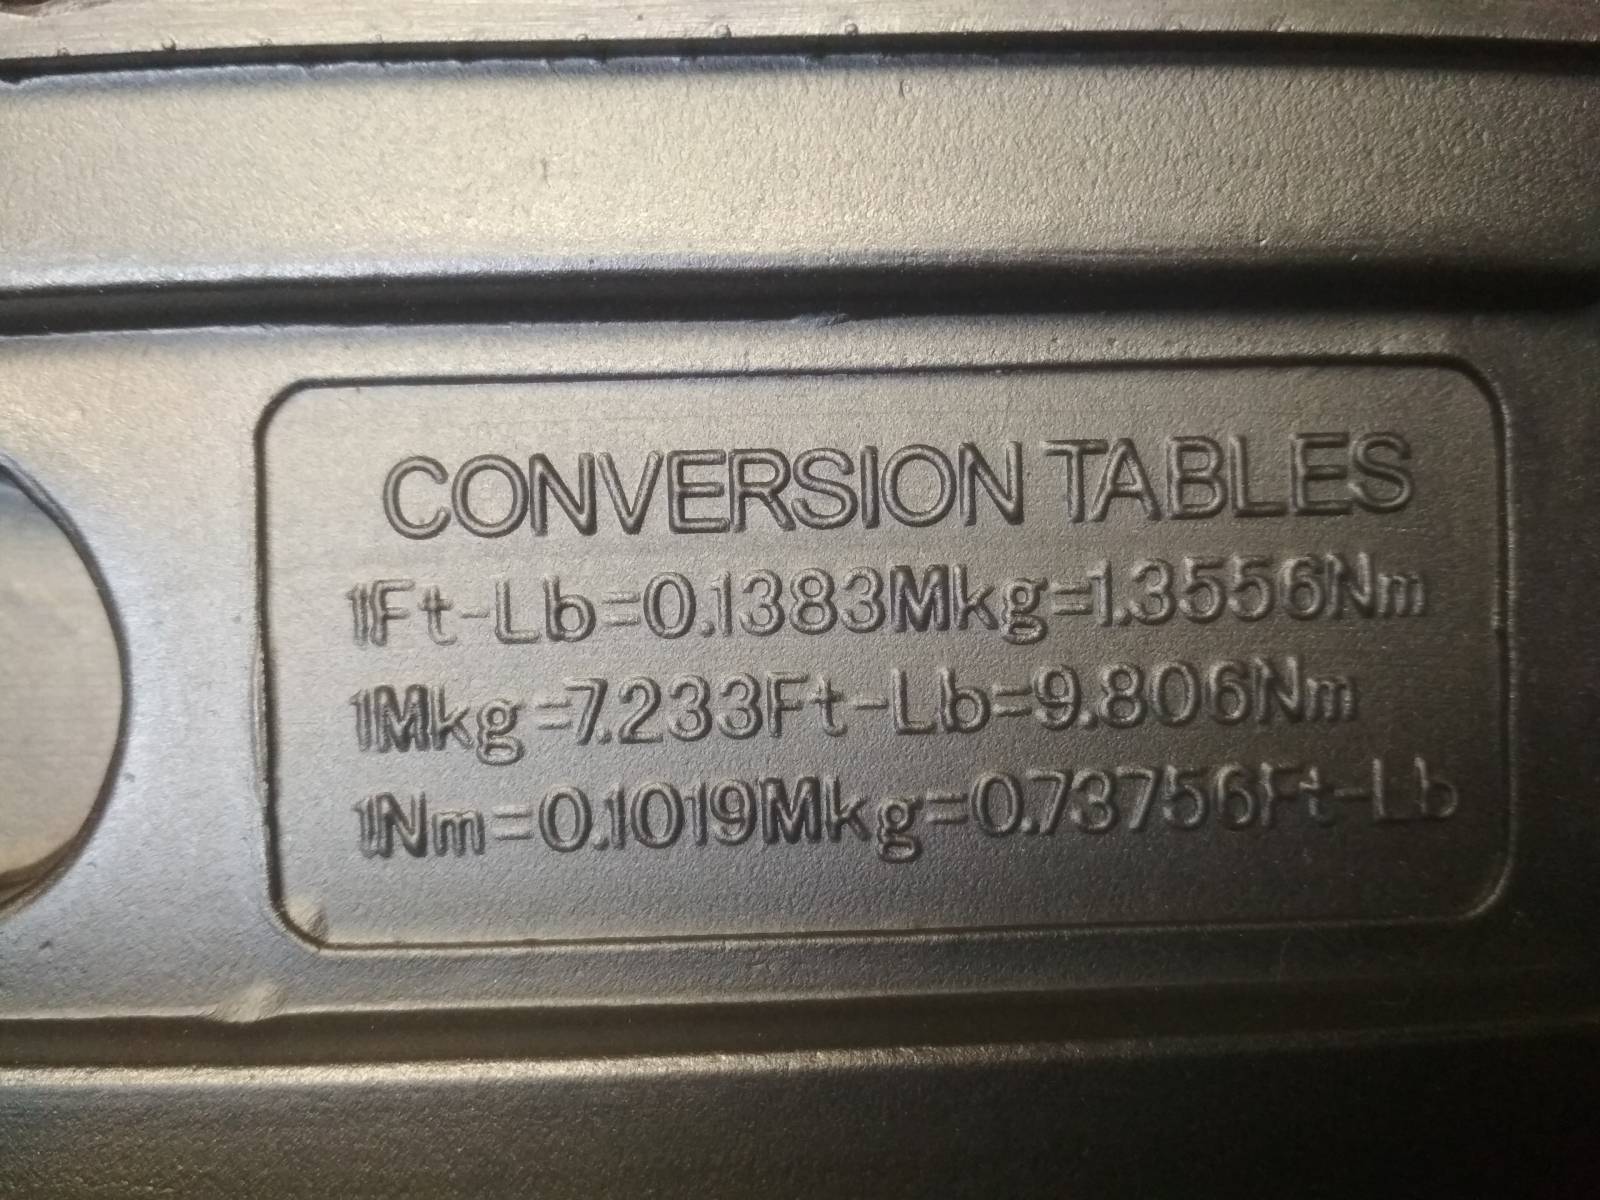 CONVERSION TABLES
1Ft-Lb=0.1383Mkg=1.3556Nm
1Mkg=7.233Ft-Lb=9.806Nm
1Nm=0.1019Mkg=0.73756Ft-Lb